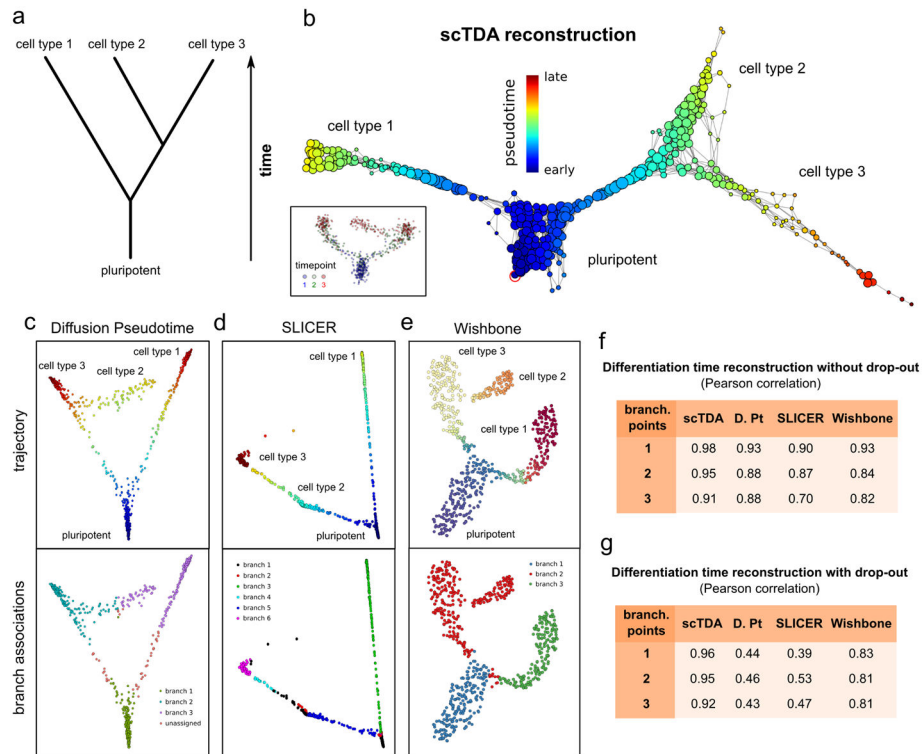 a
cell type 1 cell type 2 cell type 3
time
pluripotent
b
scTDA reconstruction
late
pseudotime
early
cell type 1
cell type 2
cell type 3
pluripotent
timepoint
1 2 3
c
Diffusion Pseudotime
trajectory
cell type 3
cell type 2
cell type 1
pluripotent
branch associations
branch 1
branch 2
branch 3
unassigned
d
SLICER
cell type 1
cell type 3
cell type 2
pluripotent
branch 1
branch 2
branch 3
branch 4
branch 5
branch 6
e
Wishbone
cell type 3
cell type 2
cell type 1
pluripotent
branch 1
branch 2
branch 3
f
Differentiation time reconstruction without drop-out
(Pearson correlation)
branch. points scTDA D. Pt SLICER Wishbone
1 0.98 0.93 0.90 0.93
2 0.95 0.88 0.87 0.84
3 0.91 0.88 0.70 0.82
g
Differentiation time reconstruction with drop-out
(Pearson correlation)
branch. points scTDA D. Pt SLICER Wishbone
1 0.96 0.44 0.39 0.83
2 0.95 0.46 0.53 0.81
3 0.92 0.43 0.47 0.81